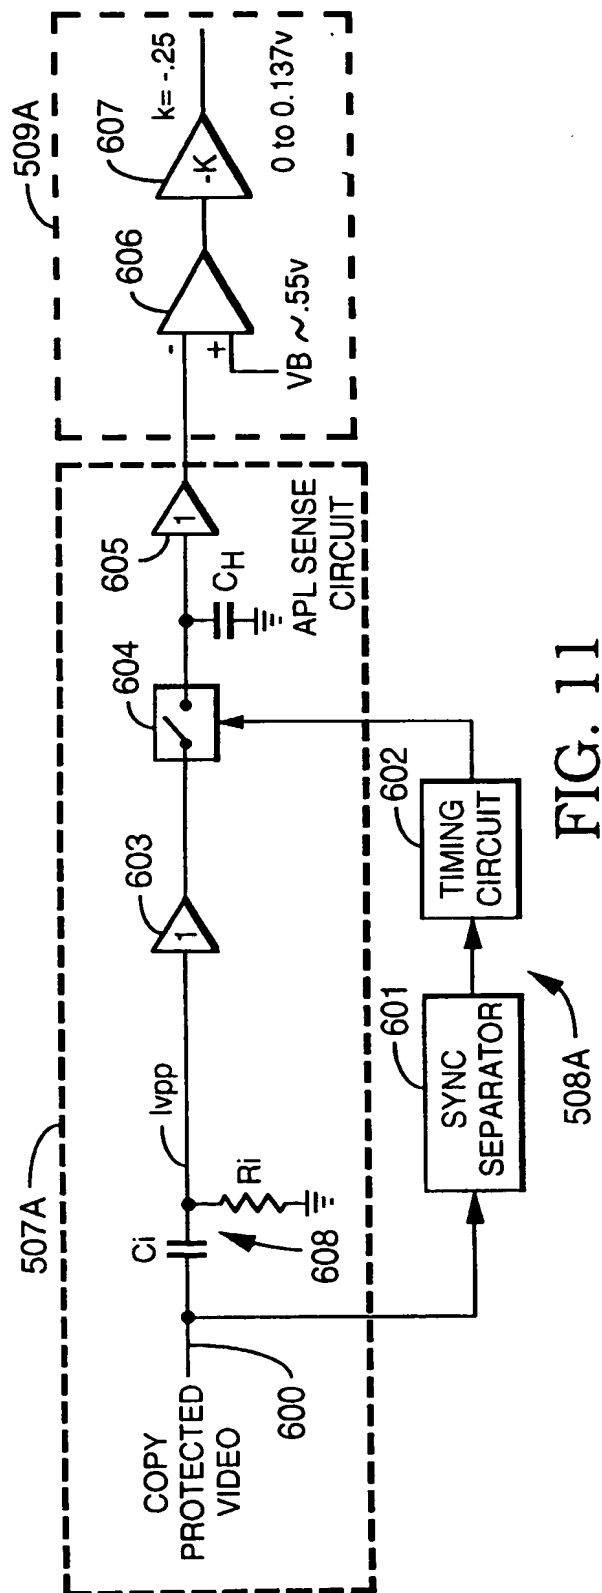 507A
509A
COPY
PROTECTED
VIDEO
600
Ci
Ri
608
1vpp
603
1
604
605
1
CH
APL SENSE
CIRCUIT
606
-
+
VB ~.55v
607
-K
k= -.25
0 to 0.137v
601
SYNC
SEPARATOR
602
TIMING
CIRCUIT
508A
FIG. 11